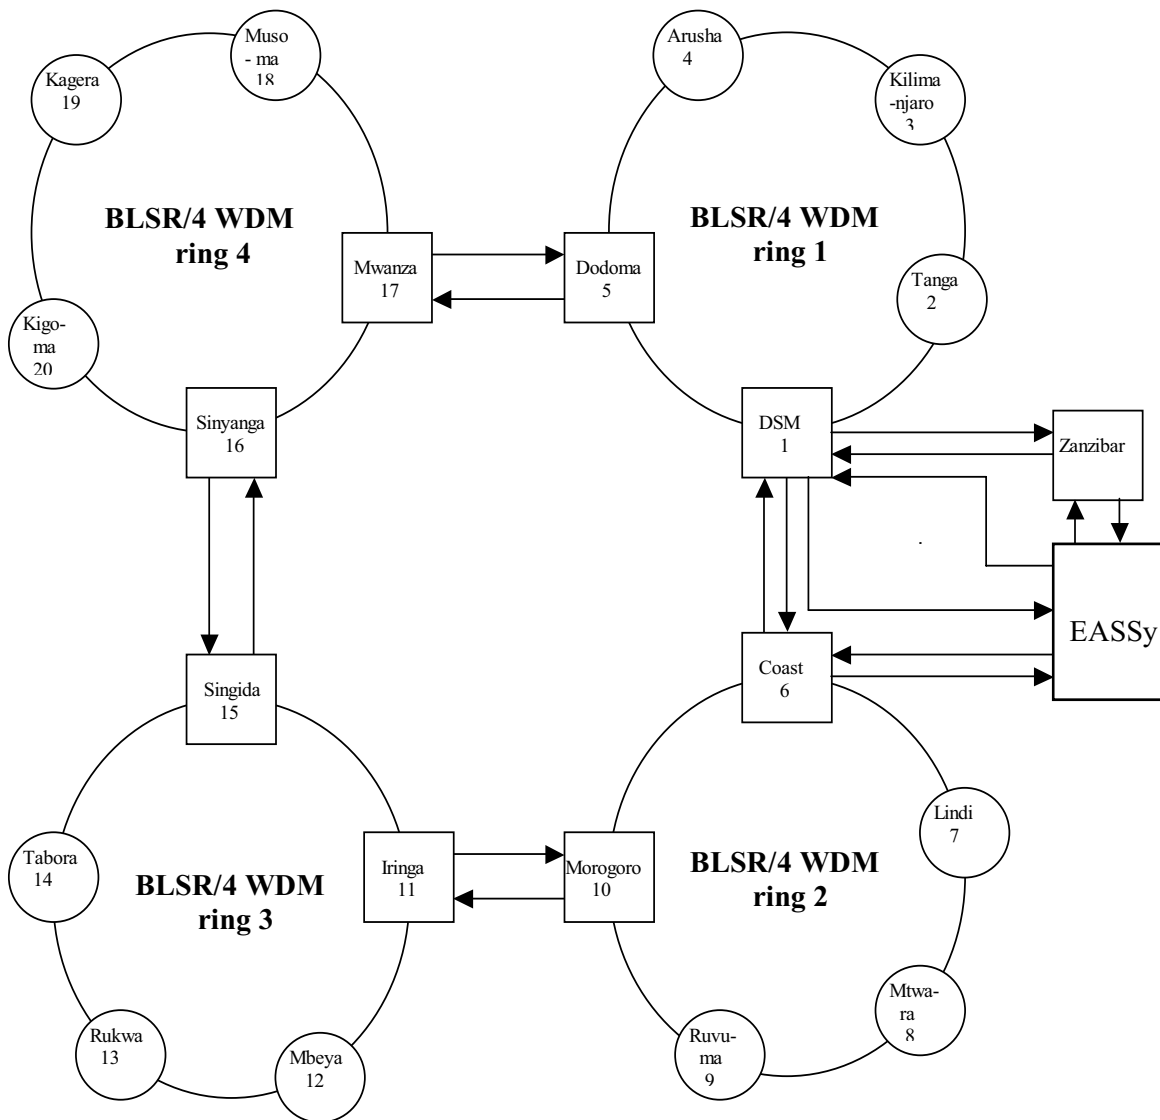 Muso
- ma
18
Arusha
4
Kagera
19
Kilima
-njaro
3
BLSR/4 WDM
ring 4
BLSR/4 WDM
ring 1
Mwanza
17
Dodoma
5
Tanga
2
Kigo-
ma
20
Sinyanga
16
DSM
1
Zanzibar
.
EASSy
Singida
15
Coast
6
Lindi
7
Tabora
14
BLSR/4 WDM
ring 3
Iringa
11
Morogoro
10
BLSR/4 WDM
ring 2
Mtwa-
ra
8
Rukwa
13
Mbeya
12
Ruvu-
ma
9